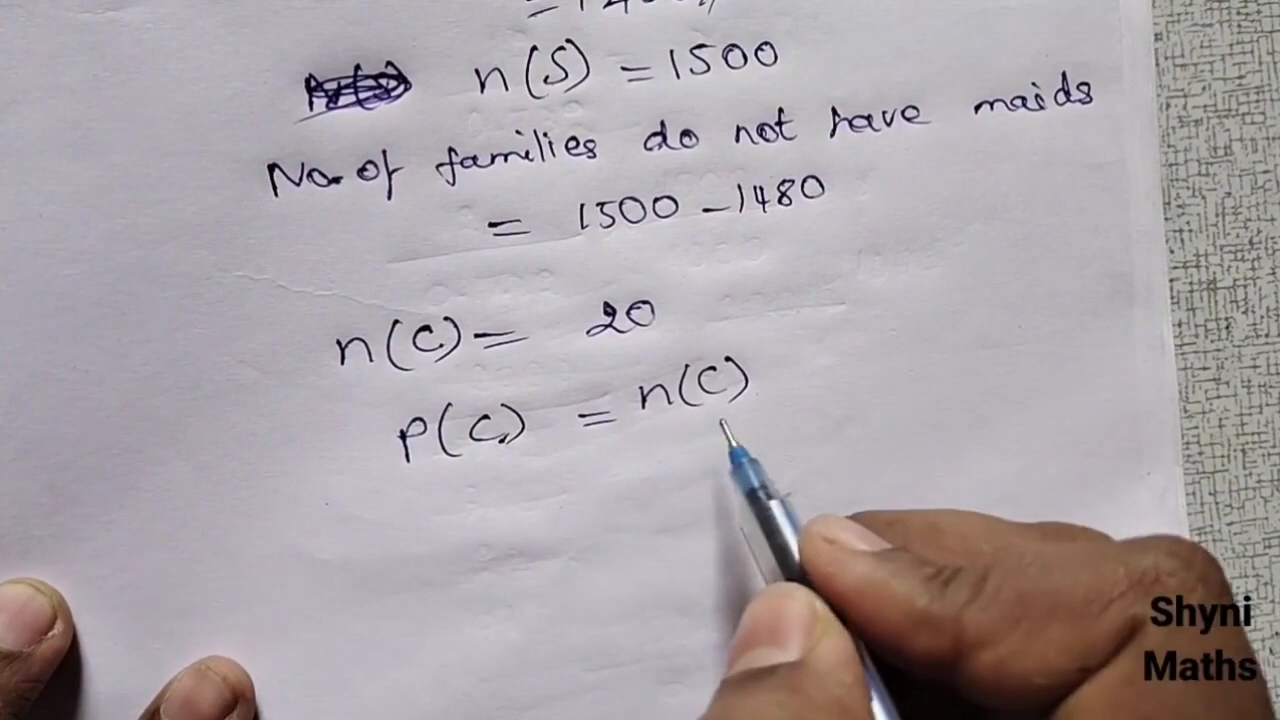 n(S) = 1500
No. of families do not have maids
= 1500 - 1480
n(C) = 20
P(C) = n(C)
Shyni
Maths